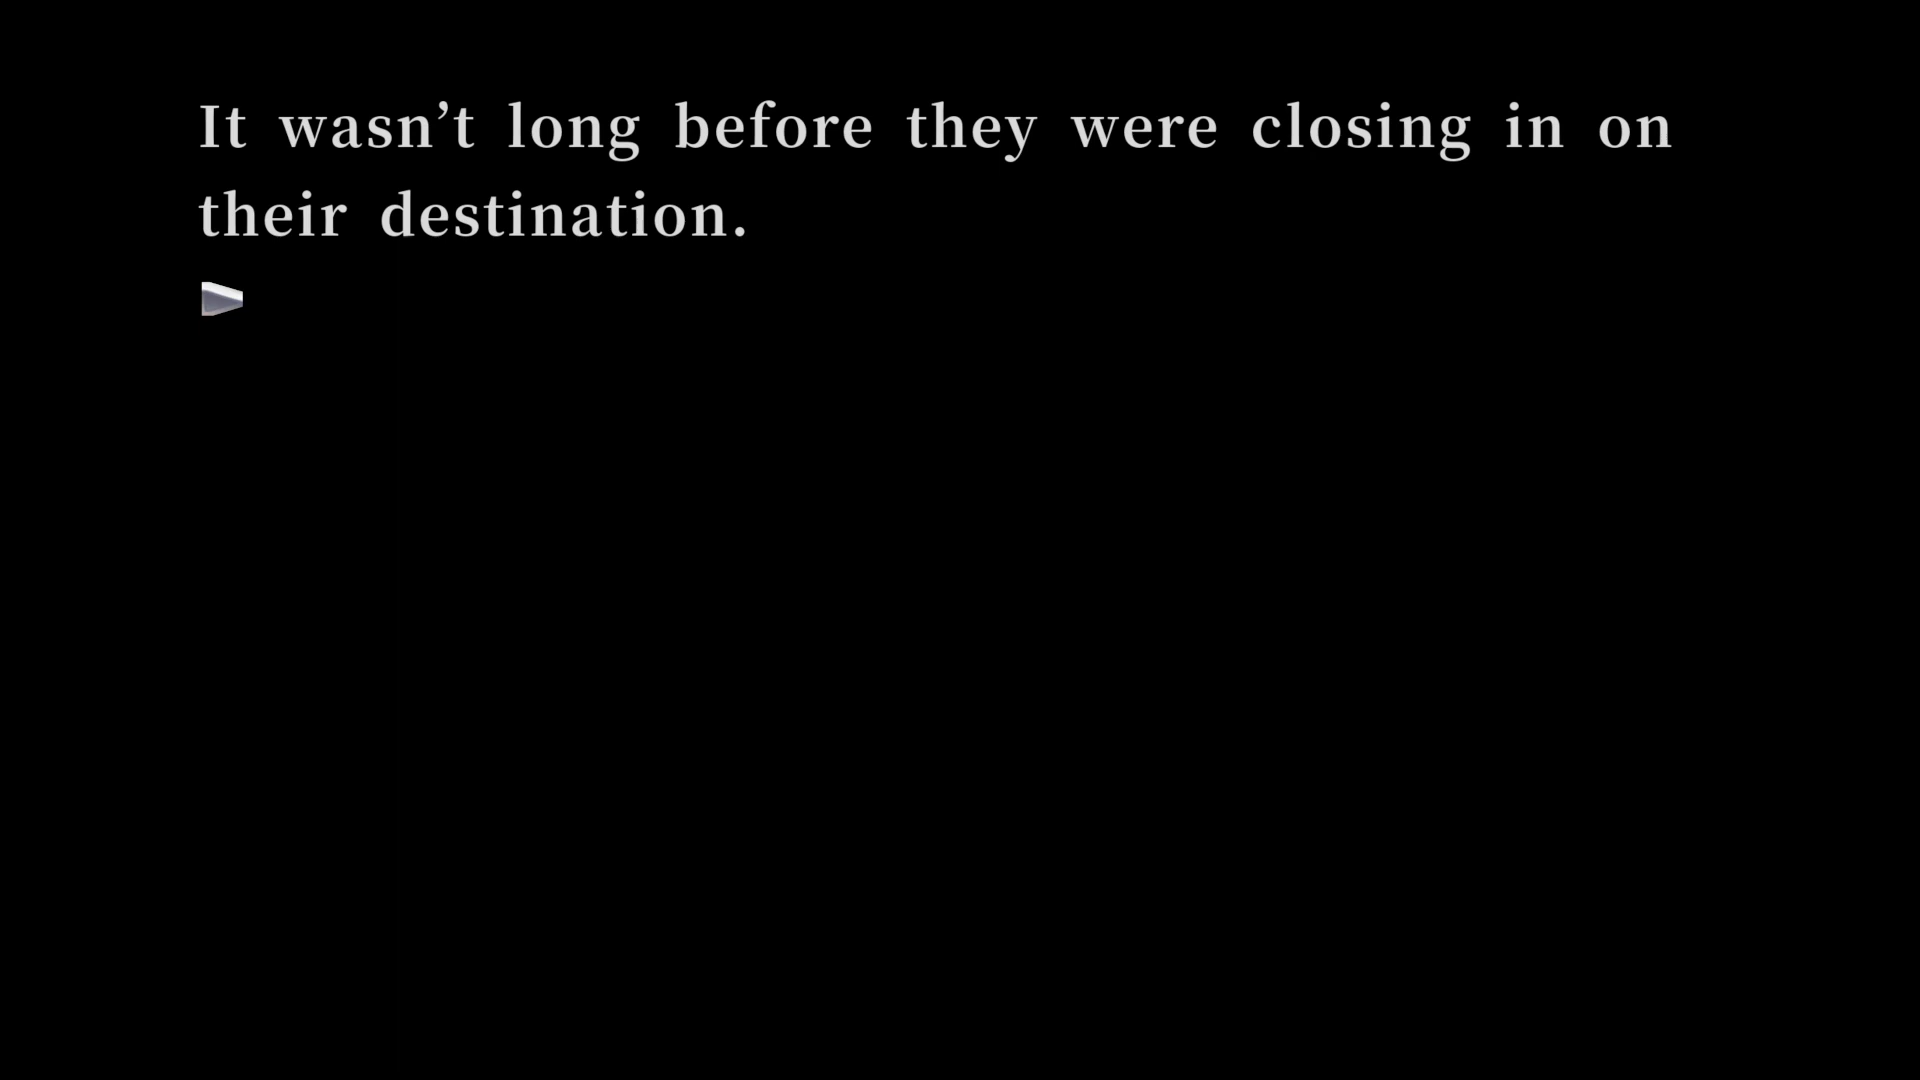 It wasn’t long before they were closing in on
their destination.